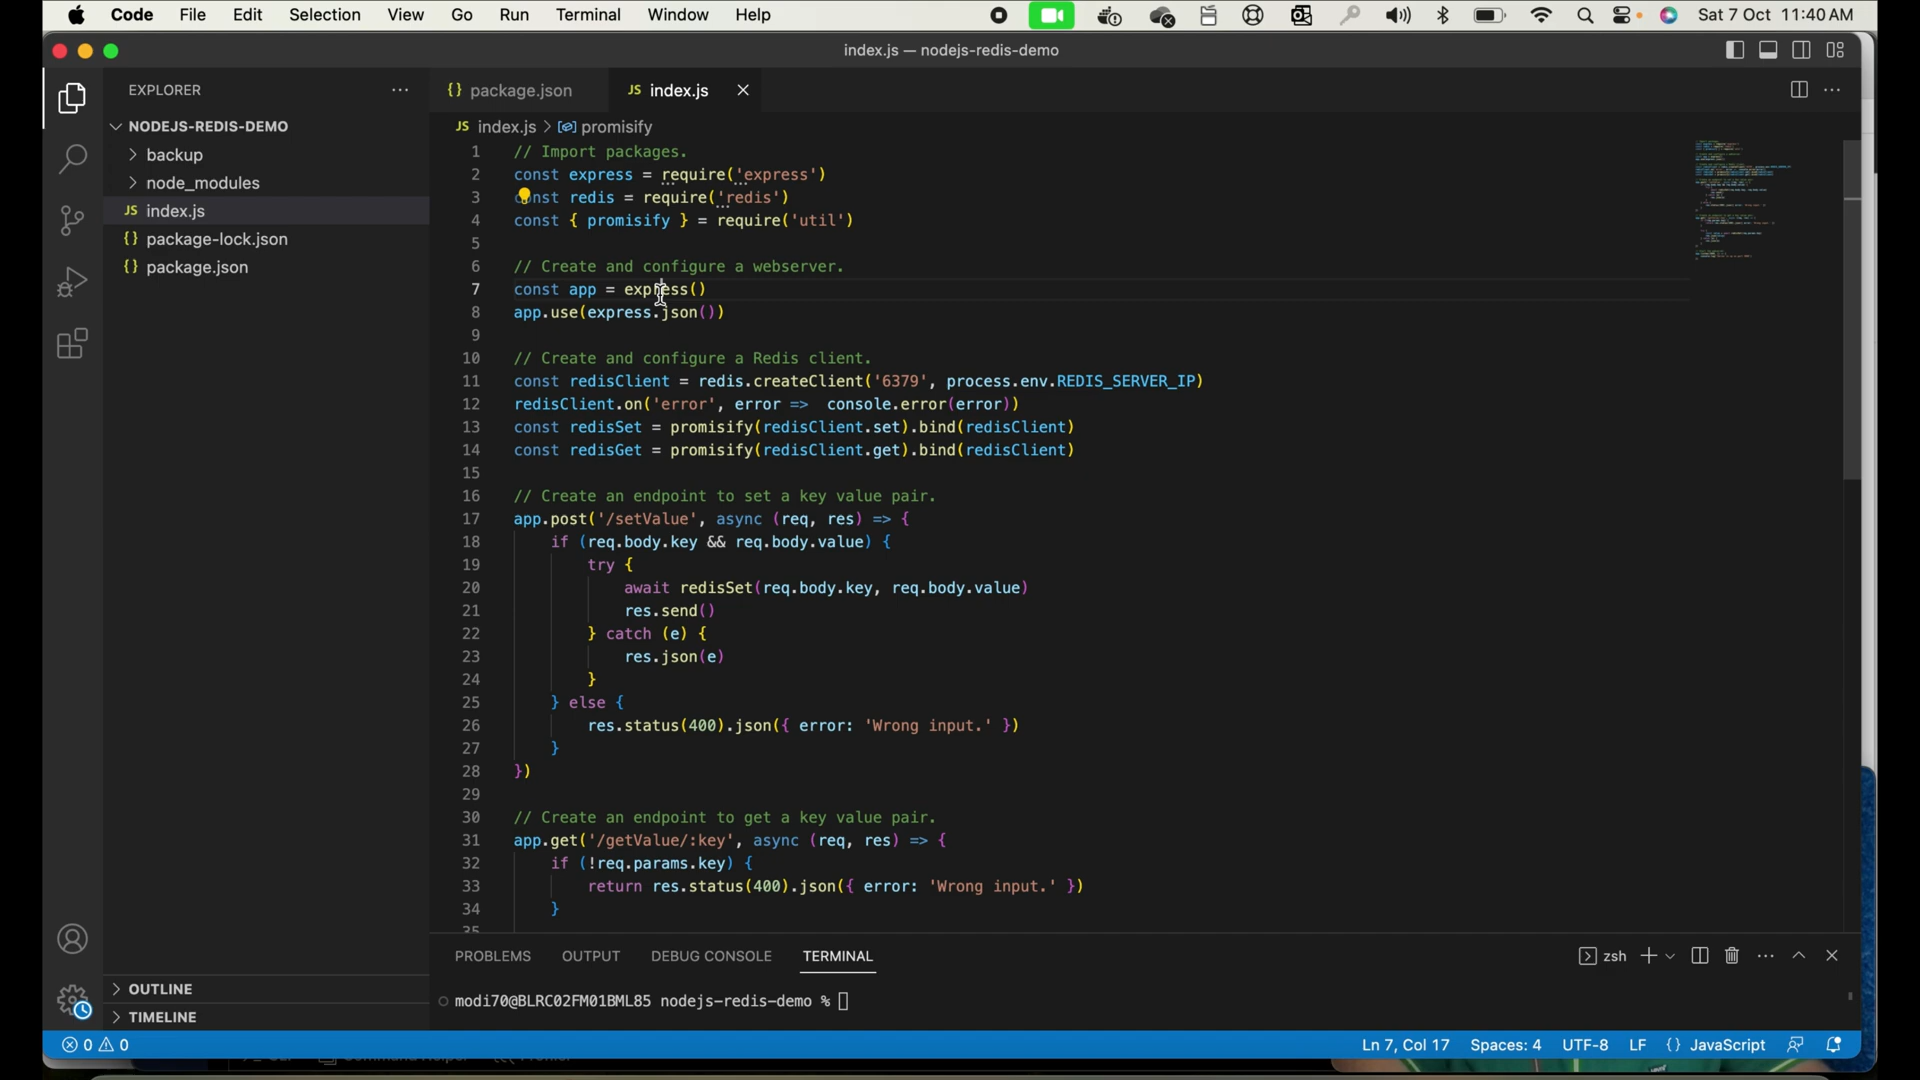 Code File Edit Selection View Go Run Terminal Window Help Sat 7 Oct 11:40 AM
index.js — nodejs-redis-demo
EXPLORER
package.json
JS index.js
NODEJS-REDIS-DEMO
JS index.js > promisify
backup
node_modules
JS index.js
{} package-lock.json
{} package.json
1 // Import packages.
2 const express = require('express')
3 const redis = require('redis')
4 const { promisify } = require('util')
5
6 // Create and configure a webserver.
7 const app = express()
8 app.use(express.json())
9
10 // Create and configure a Redis client.
11 const redisClient = redis.createClient('6379', process.env.REDIS_SERVER_IP)
12 redisClient.on('error', error =>  console.error(error))
13 const redisSet = promisify(redisClient.set).bind(redisClient)
14 const redisGet = promisify(redisClient.get).bind(redisClient)
15
16 // Create an endpoint to set a key value pair.
17 app.post('/setValue', async (req, res) => {
18     if (req.body.key && req.body.value) {
19         try {
20             await redisSet(req.body.key, req.body.value)
21             res.send()
22         } catch (e) {
23             res.json(e)
24         }
25     } else {
26         res.status(400).json({ error: 'Wrong input.' })
27     }
28 })
29
30 // Create an endpoint to get a key value pair.
31 app.get('/getValue/:key', async (req, res) => {
32     if (!req.params.key) {
33         return res.status(400).json({ error: 'Wrong input.' })
34     }
35
PROBLEMS OUTPUT DEBUG CONSOLE TERMINAL
zsh
OUTLINE
modi70@BLRC02FM01BML85 nodejs-redis-demo %
TIMELINE
0 0 Ln 7, Col 17 Spaces: 4 UTF-8 LF {} JavaScript